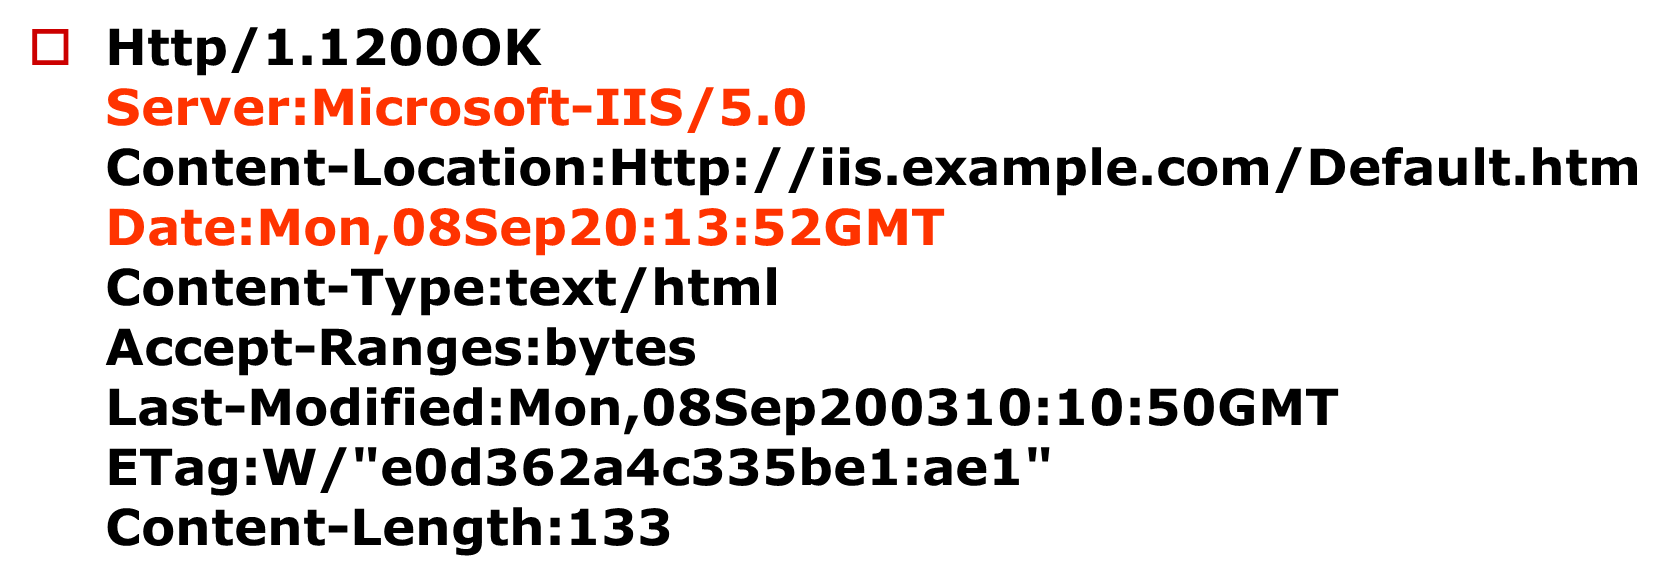 Http/1.1200OK
Server:Microsoft-IIS/5.0
Content-Location:Http://iis.example.com/Default.htm
Date:Mon,08Sep20:13:52GMT
Content-Type:text/html
Accept-Ranges:bytes
Last-Modified:Mon,08Sep200310:10:50GMT
ETag:W/"e0d362a4c335be1:ae1"
Content-Length:133